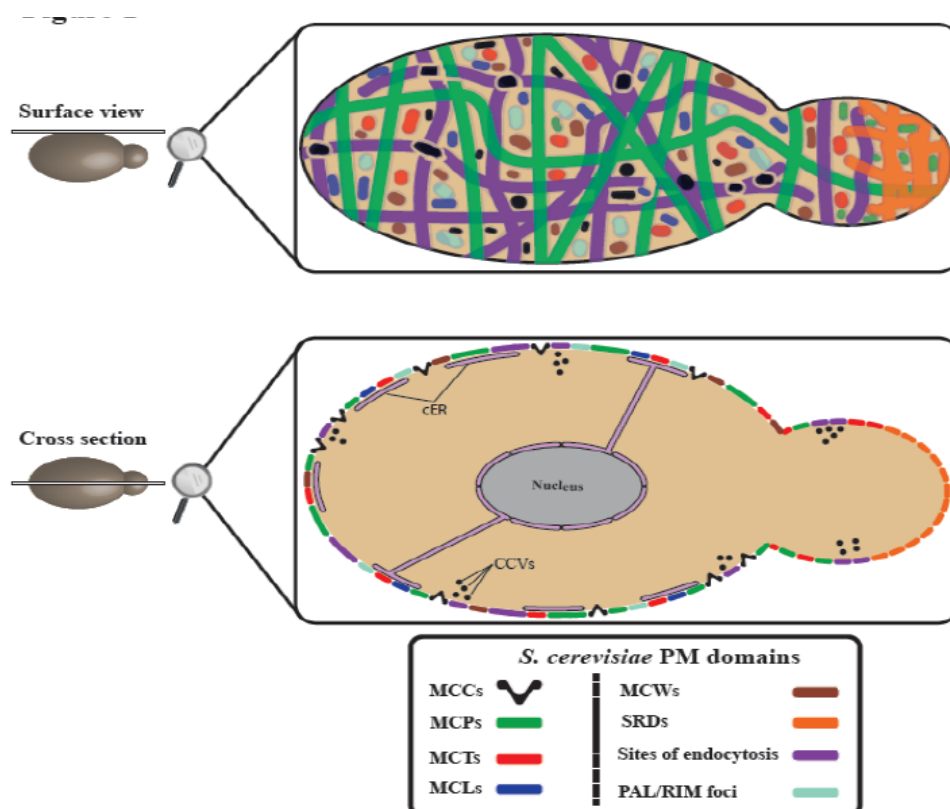 Surface view
cER
Cross section
Nucleus
CCVs
S. cerevisiae PM domains
MCCs
MCWs
MCPs
SRDs
MCTs
Sites of endocytosis
MCLs
PAL/RIM foci